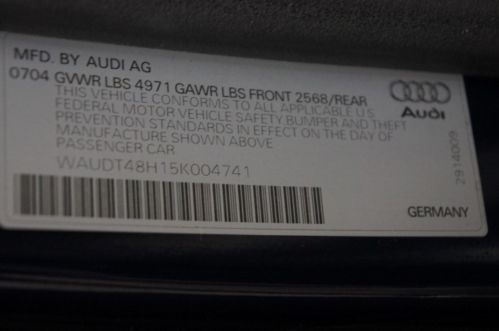 MFD. BY AUDI AG
0704 GVWR LBS 4971 GAWR LBS FRONT 2568/REAR
THIS VEHICLE CONFORMS TO ALL APPLICABLE U.S
FEDERAL MOTOR VEHICLE SAFETY, BUMPER AND THEFT
PREVENTION STANDARDS IN EFFECT ON THE DAY OF
MANUFACTURE SHOWN ABOVE
PASSENGER CAR
WAUDT48H15K004741
Audi
2914009
GERMANY